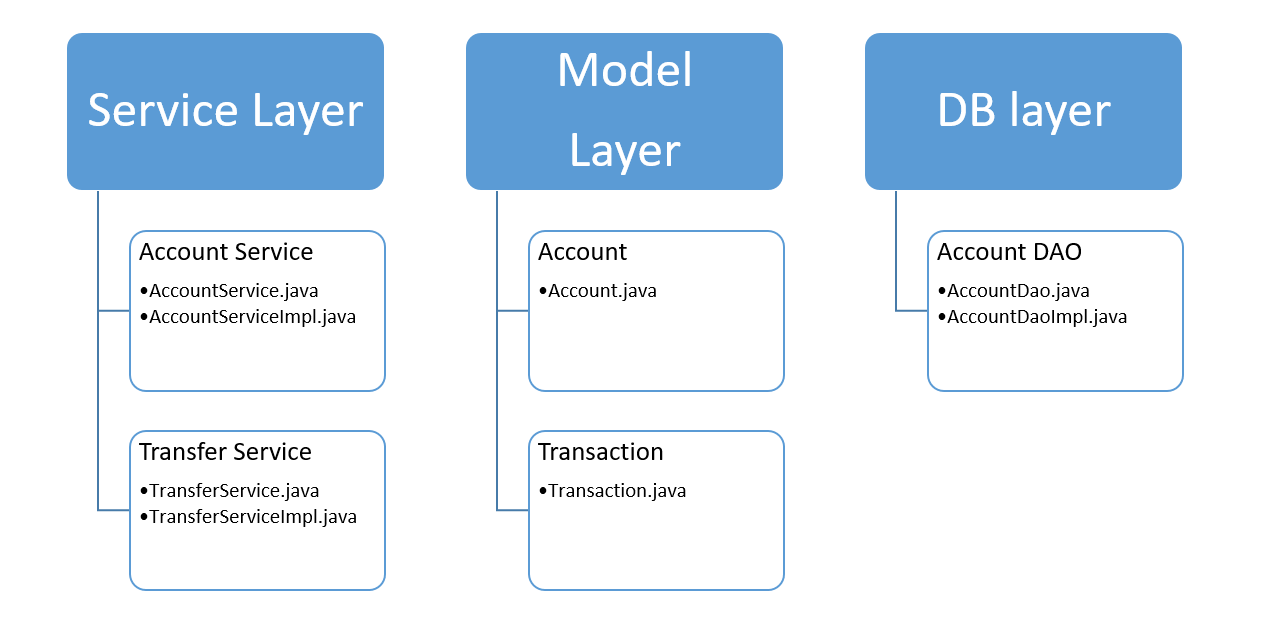 Service Layer
Account Service
•AccountService.java
•AccountServiceImpl.java
Transfer Service
•TransferService.java
•TransferServiceImpl.java
Model
Layer
Account
•Account.java
Transaction
•Transaction.java
DB layer
Account DAO
•AccountDao.java
•AccountDaoImpl.java